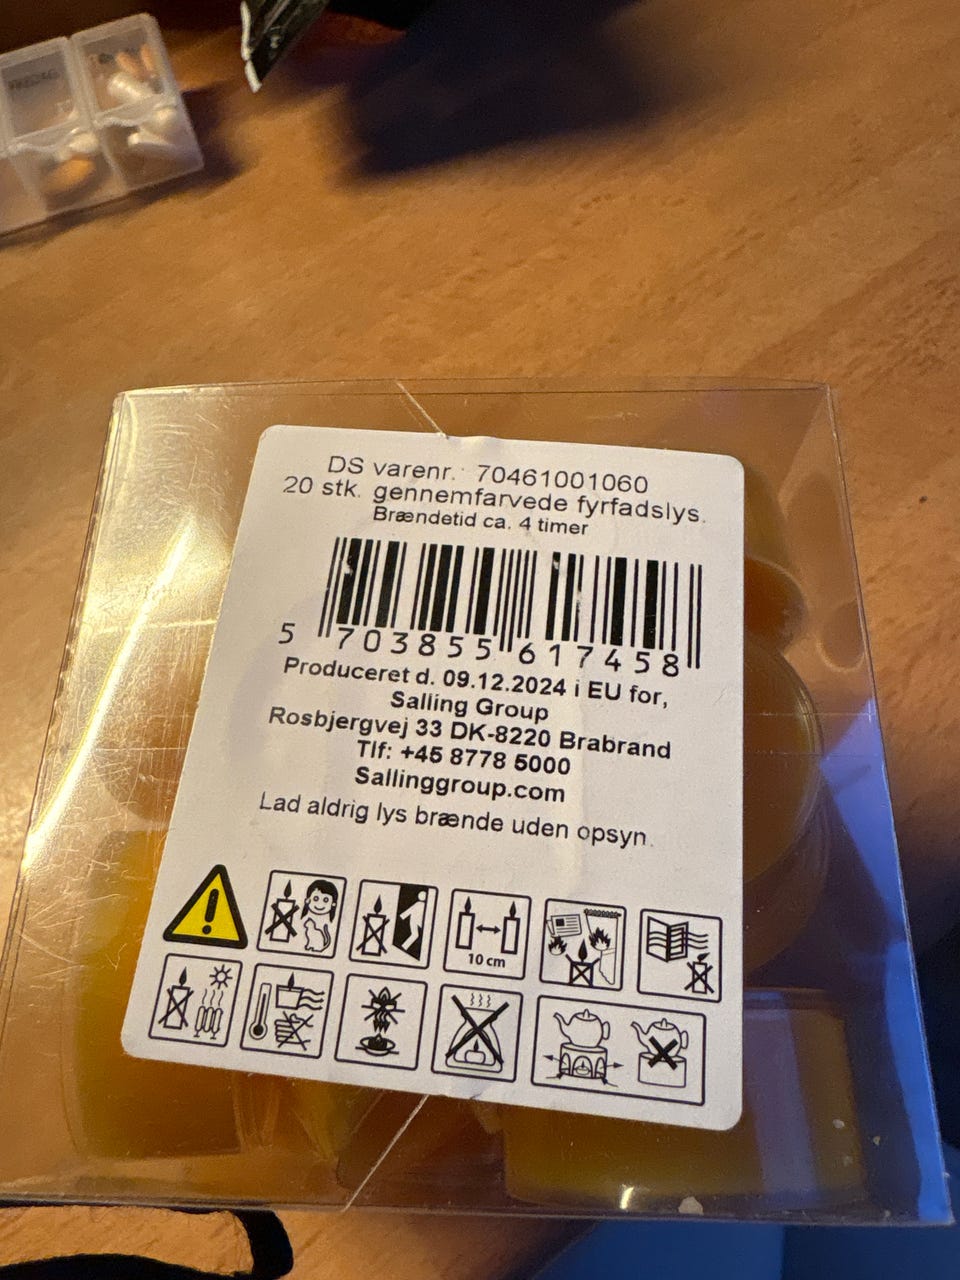 DS varenr.: 70461001060
20 stk. gennemfarvede fyrfadslys.
Brændetid ca. 4 timer
5 703855 617458
Produceret d. 09.12.2024 i EU for,
Salling Group
Rosbjergvej 33 DK-8220 Brabrand
Tlf: +45 8778 5000
Sallinggroup.com
Lad aldrig lys brænde uden opsyn.
10 cm